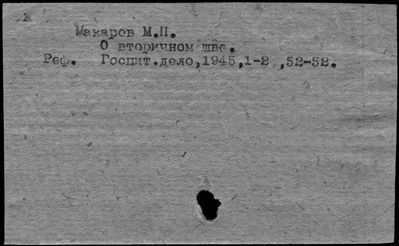 Ж
Макаров М.П.
О вторичном шве.
Реф. Госпит.дело,1945,1-2 ,52-52.